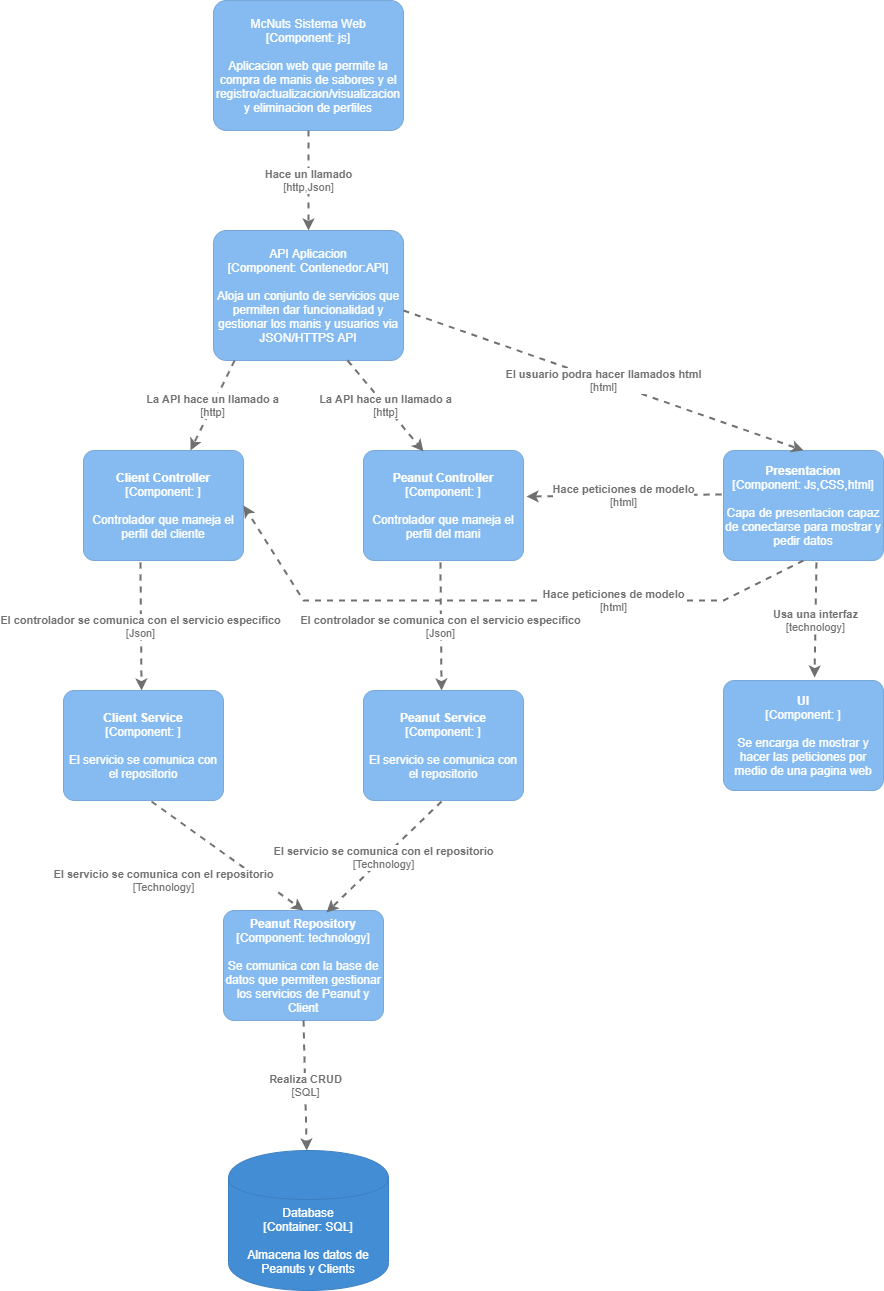 McNuts Sistema Web
[Component: js]
Aplicacion web que permite la
compra de manis de sabores y el
registro/actualizacion/visualizacion
y eliminacion de perfiles
Hace un llamado
[http,Json]
API Aplicacion
[Component: Contenedor:API]
Aloja un conjunto de servicios que
permiten dar funcionalidad y
gestionar los manis y usuarios via
JSON/HTTPS API
El usuario podra hacer llamados html
[html]
La API hace un llamado a
[http]
La API hace un llamado a
[http]
Client Controller
[Component: ]
Controlador que maneja el
perfil del cliente
Peanut Controller
[Component: ]
Controlador que maneja el
perfil del mani
Hace peticiones de modelo
[html]
Presentacion
[Component: Js,CSS,html]
Capa de presentacion capaz
de conectarse para mostrar y
pedir datos
Hace peticiones de modelo
[html]
Usa una interfaz
[technology]
El controlador se comunica con el servicio especifico
[Json]
El controlador se comunica con el servicio especifico
[Json]
Client Service
[Component: ]
El servicio se comunica con
el repositorio
Peanut Service
[Component: ]
El servicio se comunica con
el repositorio
UI
[Component: ]
Se encarga de mostrar y
hacer las peticiones por
medio de una pagina web
El servicio se comunica con el repositorio
[Technology]
El servicio se comunica con el repositorio
[Technology]
Peanut Repository
[Component: technology]
Se comunica con la base de
datos que permiten gestionar
los servicios de Peanut y
Client
Realiza CRUD
[SQL]
Database
[Container: SQL]
Almacena los datos de
Peanuts y Clients